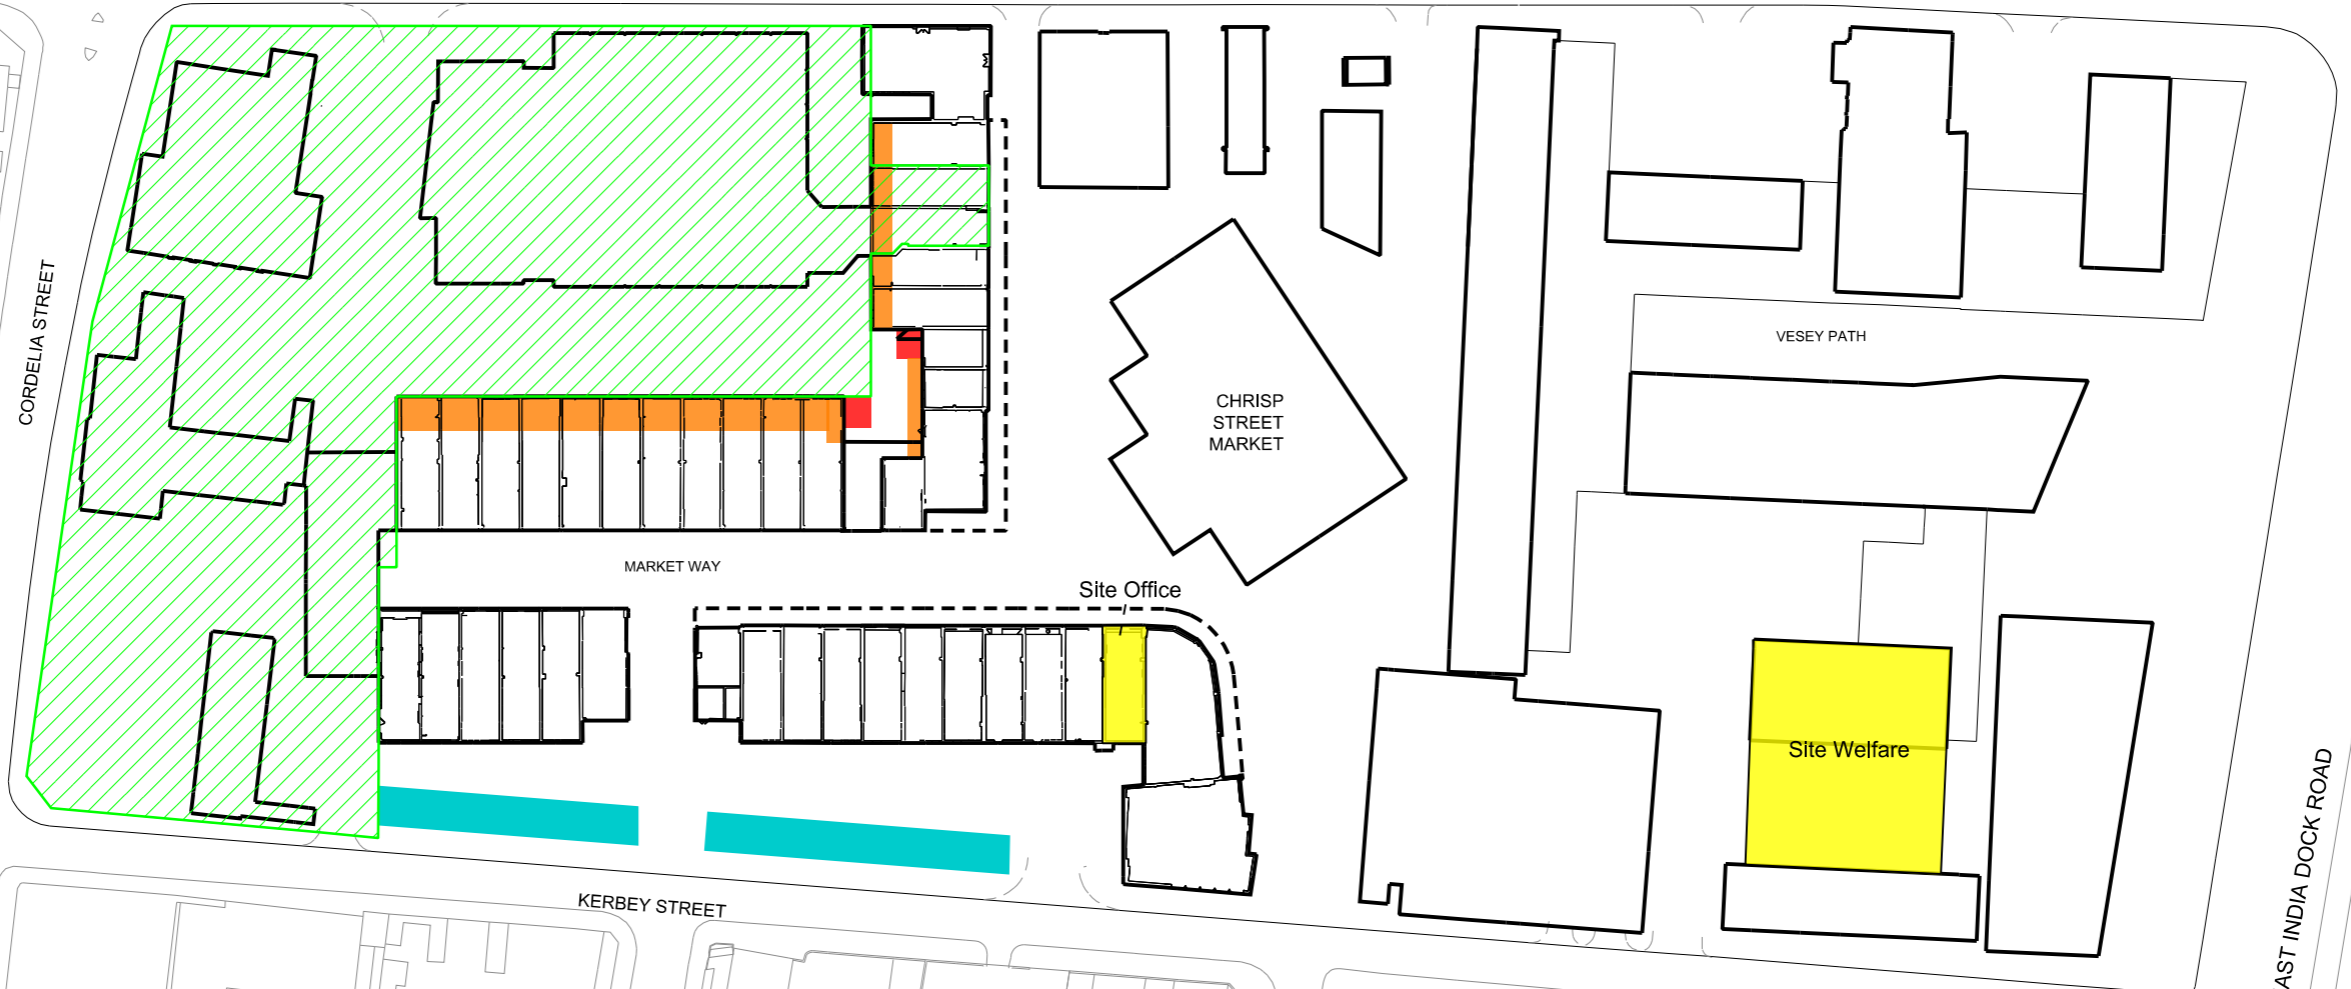 CORDELIA STREET
VESEY PATH
CHRISP
STREET
MARKET
MARKET WAY
Site Office
Site Welfare
KERBEY STREET
AST INDIA DOCK ROAD